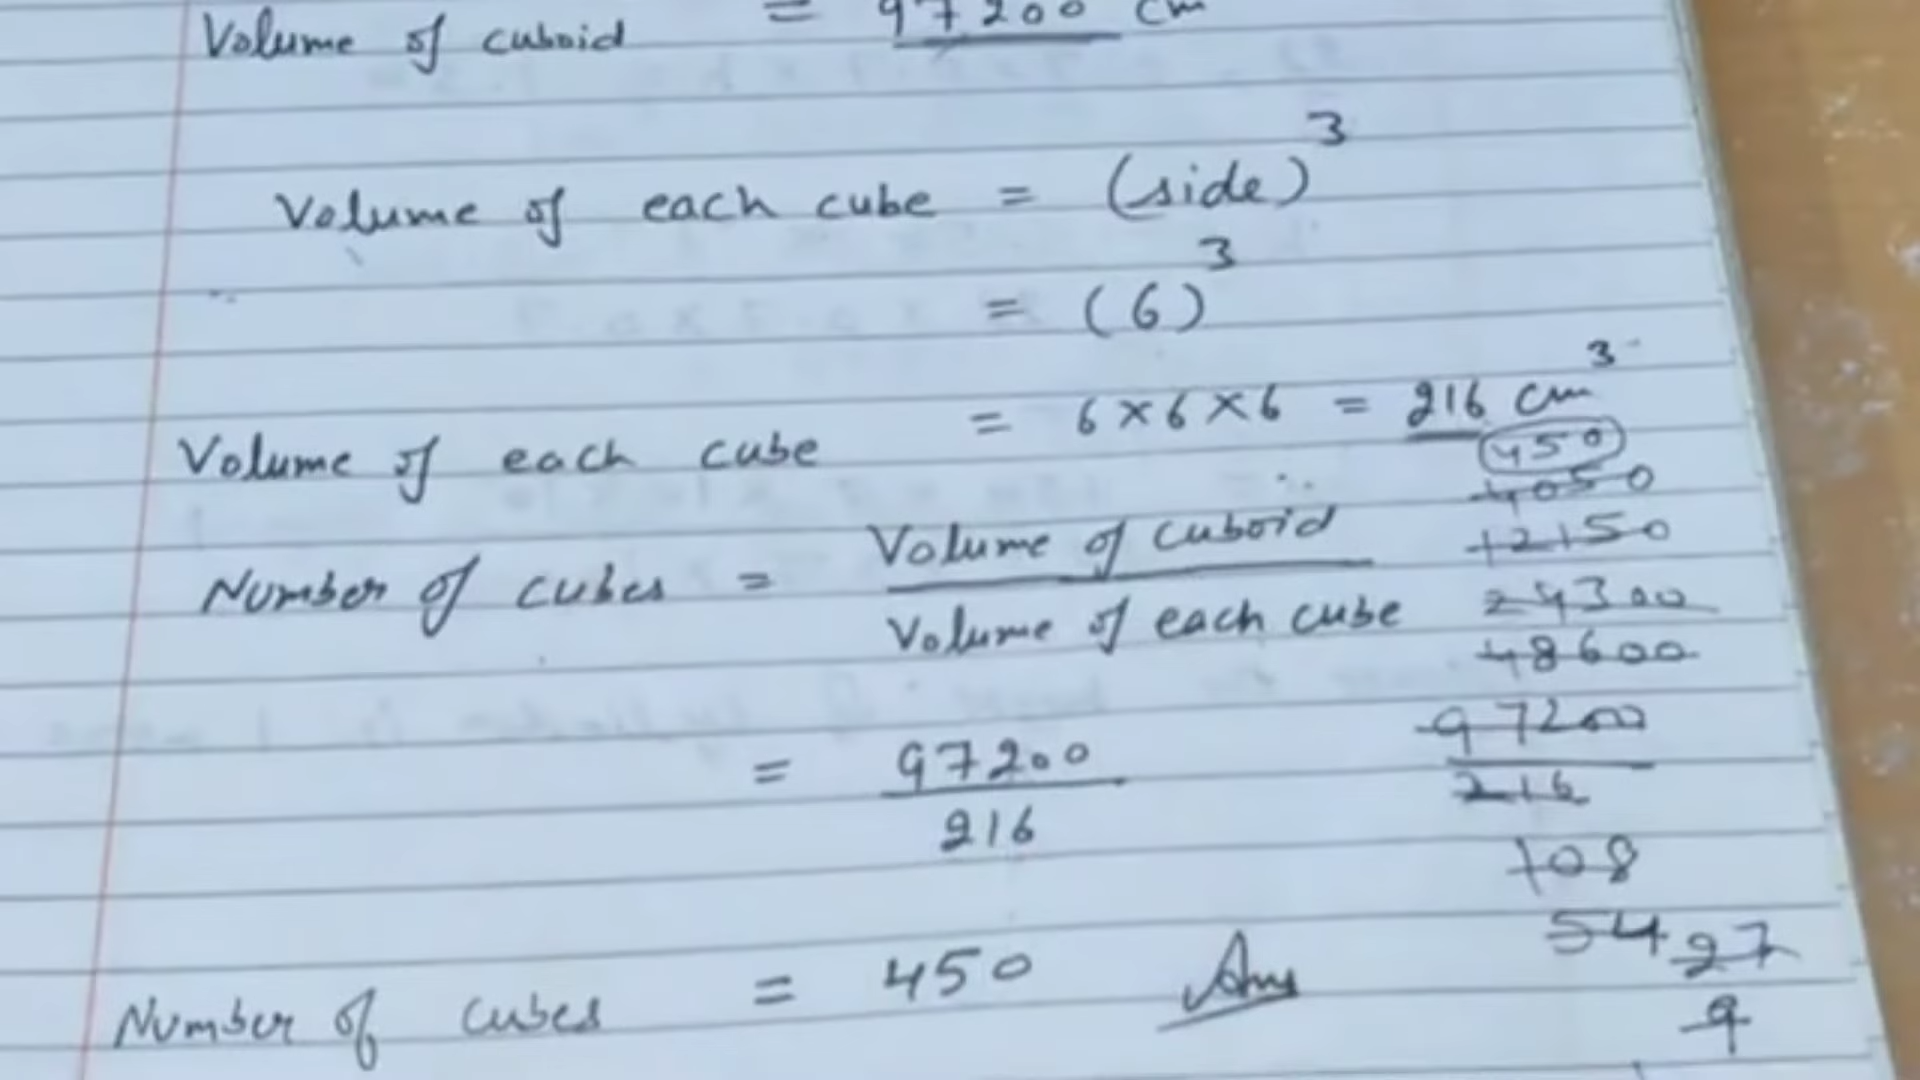 Volume of cuboid = 97200 cm
Volume of each cube = (side)³
= (6)³
Volume of each cube = 6×6×6 = 216 cm³
450
4050
12150
24300
48600
97200
216
108
54
27
9
Number of cubes = Volume of cuboid
Volume of each cube
= 97200
216
Number of cubes = 450 Ans